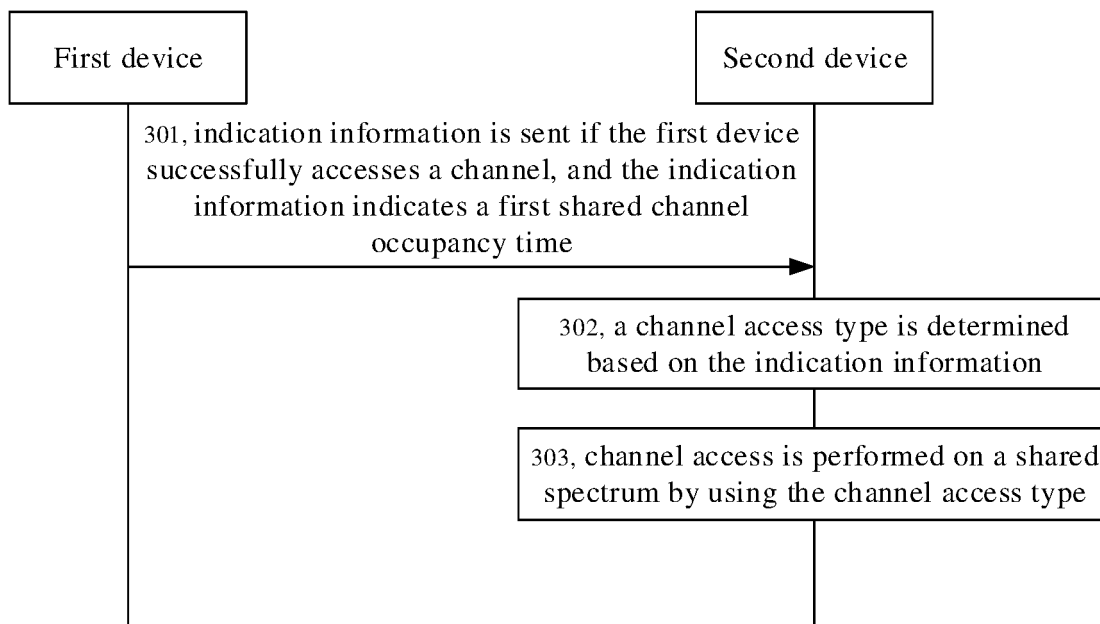 First device
Second device
301, indication information is sent if the first device
successfully accesses a channel, and the indication
information indicates a first shared channel
occupancy time
302, a channel access type is determined
based on the indication information
303, channel access is performed on a shared
spectrum by using the channel access type